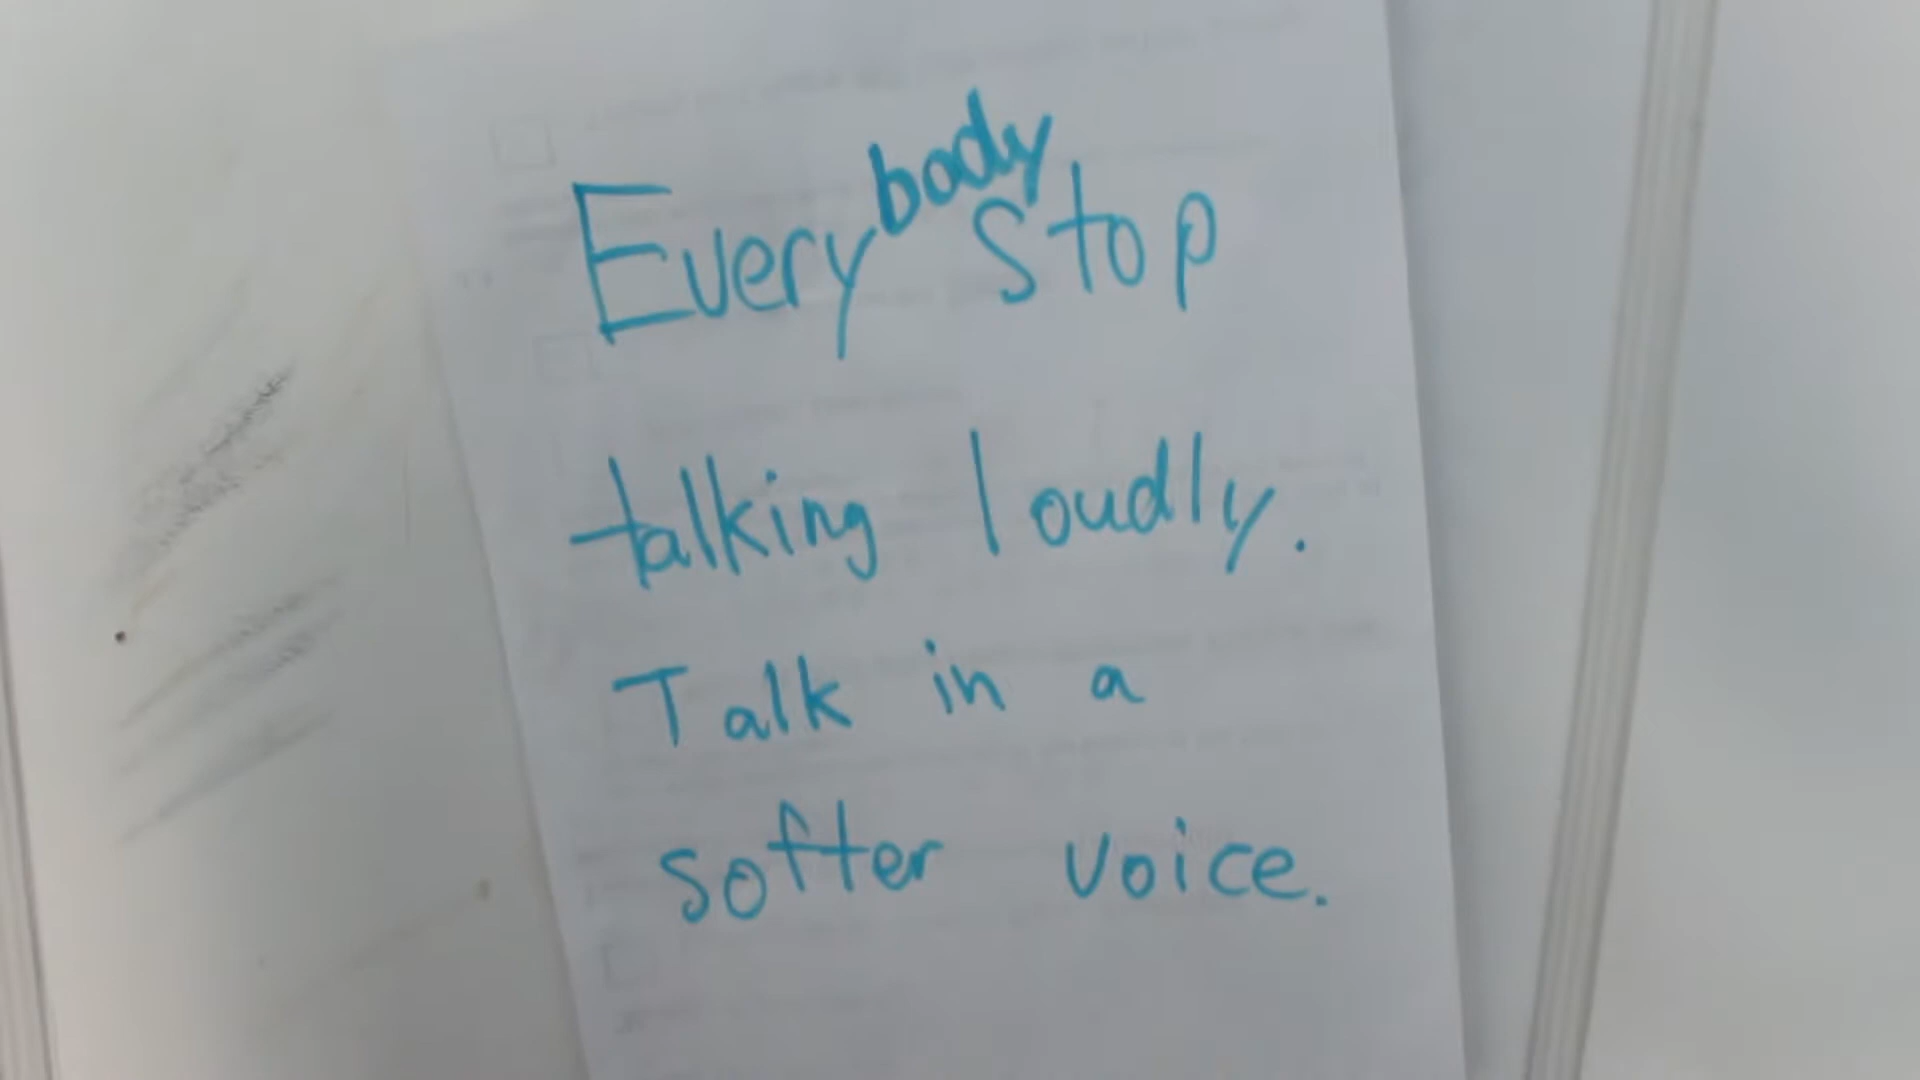 Everybody stop
talking loudly.
Talk in a
softer voice.